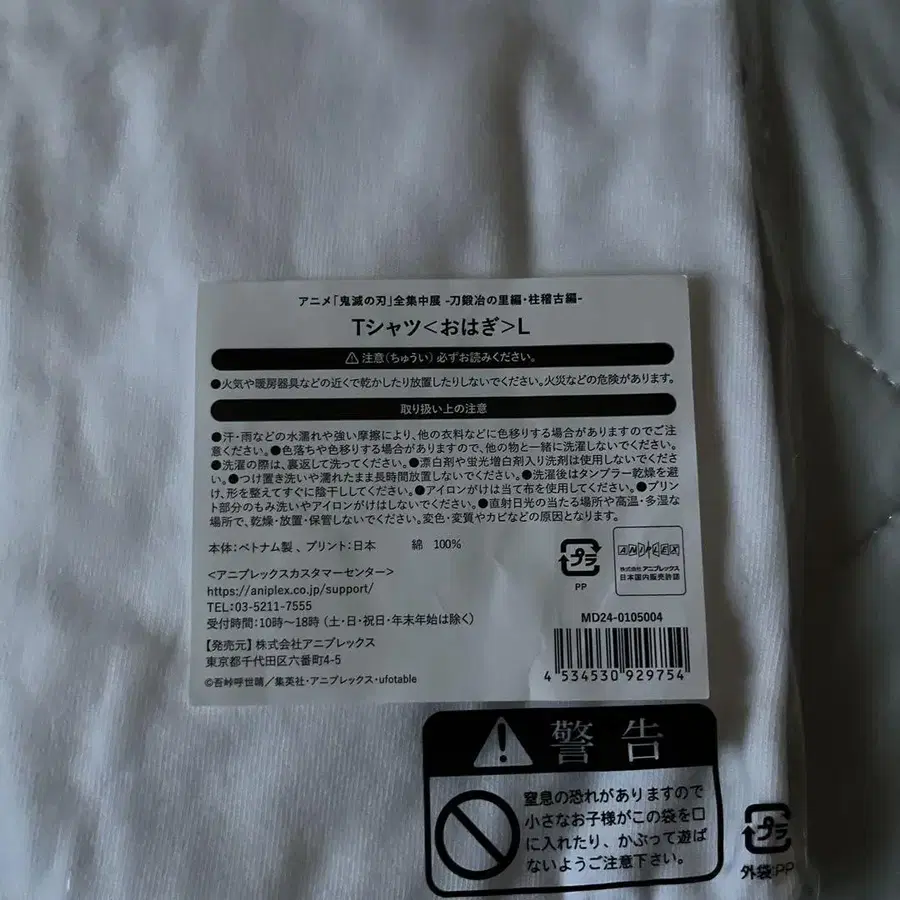 アニメ「鬼滅の刃」全集中展 -刀鍛冶の里編・柱稽古編-
Tシャツ<おはぎ>L
⚠注意(ちゅうい)必ずお読みください。
●火気や暖房器具などの近くで乾かしたり放置したりしないでください。火災などの危険があります。
取り扱い上の注意
●汗・雨などの水濡れや強い摩擦により、他の衣料などに色移りする場合がありますのでご注
意ください。●色落ちや色移りする場合がありますので、他の物と一緒に洗濯しないでください。
●洗濯の際は、裏返して洗ってください。●漂白剤や蛍光増白剤入り洗剤は使用しないでくだ
さい。●つけ置き洗いや濡れたまま長時間放置しないでください。●洗濯後はタンブラー乾燥を避
け、形を整えてすぐに陰干ししてください。●アイロンがけは当て布を使用してください。●プリン
ト部分のもみ洗いやアイロンがけはしないでください。●直射日光の当たる場所や高温・多湿な
場所で、乾燥・放置・保管しないでください。変色・変質やカビなどの原因となります。
本体:ベトナム製、プリント:日本 綿 100%
<アニプレックスカスタマーセンター>
https://aniplex.co.jp/support/
TEL:03-5211-7555
受付時間:10時〜18時(土・日・祝日・年末年始は除く)
【発売元】株式会社アニプレックス
東京都千代田区六番町4-5
©吾峠呼世晴/集英社・アニプレックス・ufotable
プラ
PP
ANIPLEX
株式会社アニプレックス
日本国内販売許諾
MD24-0105004
4 534530 929754
警告
窒息の恐れがありますので
小さなお子様がこの袋を口
に入れたり、かぶって遊ば
ないようご注意下さい。
プラ
外袋:PP